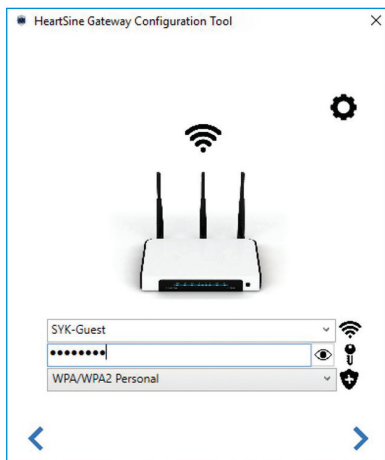 HeartSine Gateway Configuration Tool
SYK-Guest
••••••••
WPA/WPA2 Personal